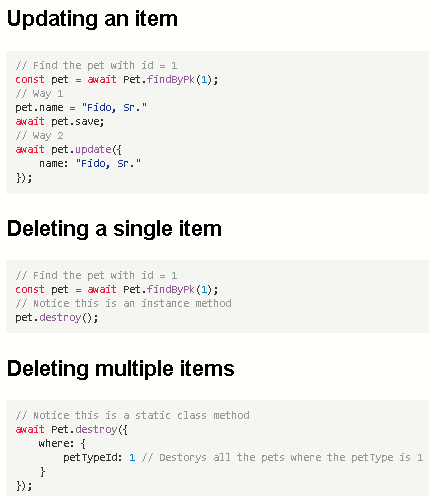 Updating an item
// Find the pet with id = 1
const pet = await Pet.findByPk(1);
// Way 1
pet.name = "Fido, Sr."
await pet.save;
// Way 2
await pet.update({
    name: "Fido, Sr."
});
Deleting a single item
// Find the pet with id = 1
const pet = await Pet.findByPk(1);
// Notice this is an instance method
pet.destroy();
Deleting multiple items
// Notice this is a static class method
await Pet.destroy({
    where: {
        petTypeId: 1 // Destorys all the pets where the petType is 1
    }
});